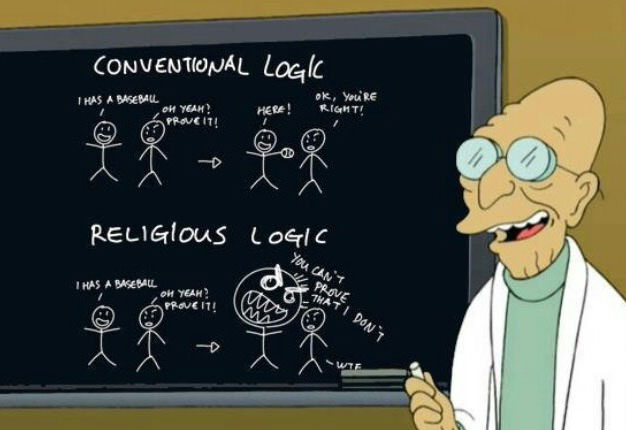 CONVENTIONAL LOGIC
I HAS A BASEBALL
OH YEAH?
PROVE IT!
HERE!
OK, YOU'RE
RIGHT!
RELIGIOUS LOGIC
I HAS A BASEBALL
OH YEAH?
PROVE IT!
YOU CAN'T
PROVE
THAT I DON'T
WTF